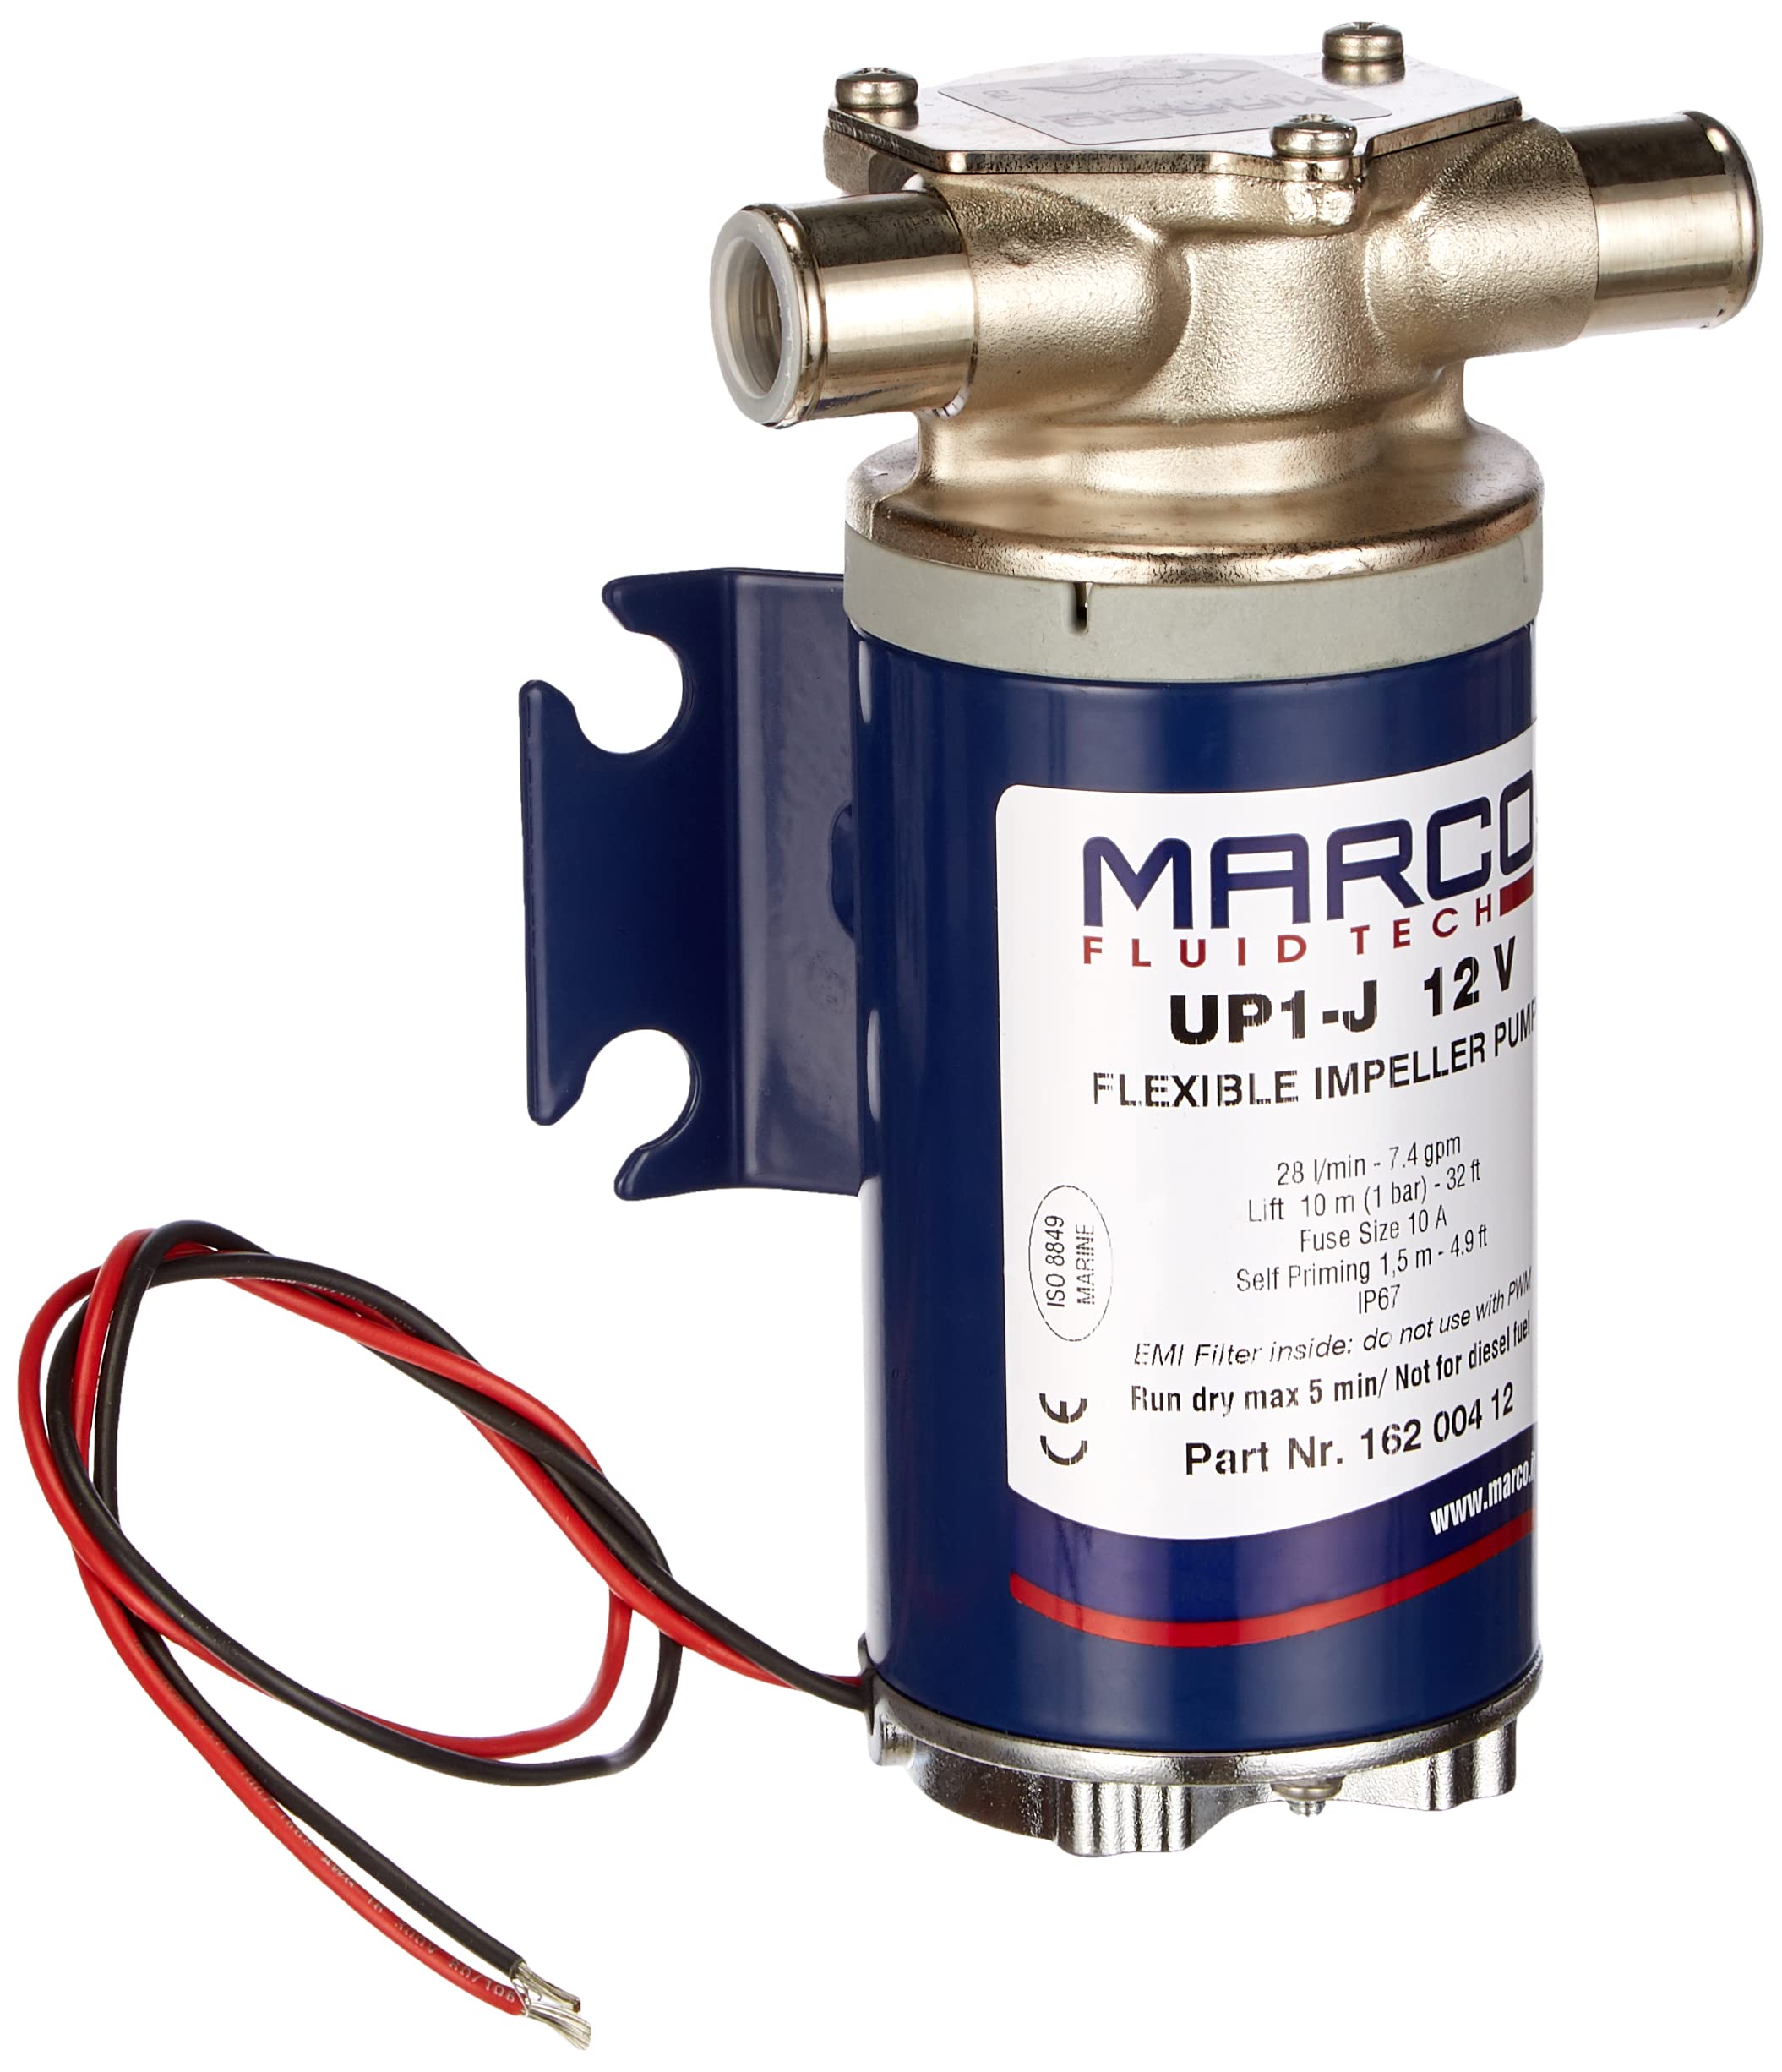 MARCO
MARCO
FLUID TECH
UP1-J 12 V
FLEXIBLE IMPELLER PUMP
28 l/min - 7.4 gpm
Lift 10 m (1 bar) - 32 ft
Fuse Size 10 A
Self Priming 1,5 m - 4.9 ft
IP67
ISO 8849
MARINE
EMI Filter inside: do not use with PWM
Run dry max 5 min/ Not for diesel fuel
CE
Part Nr. 162 004 12
www.marco.it